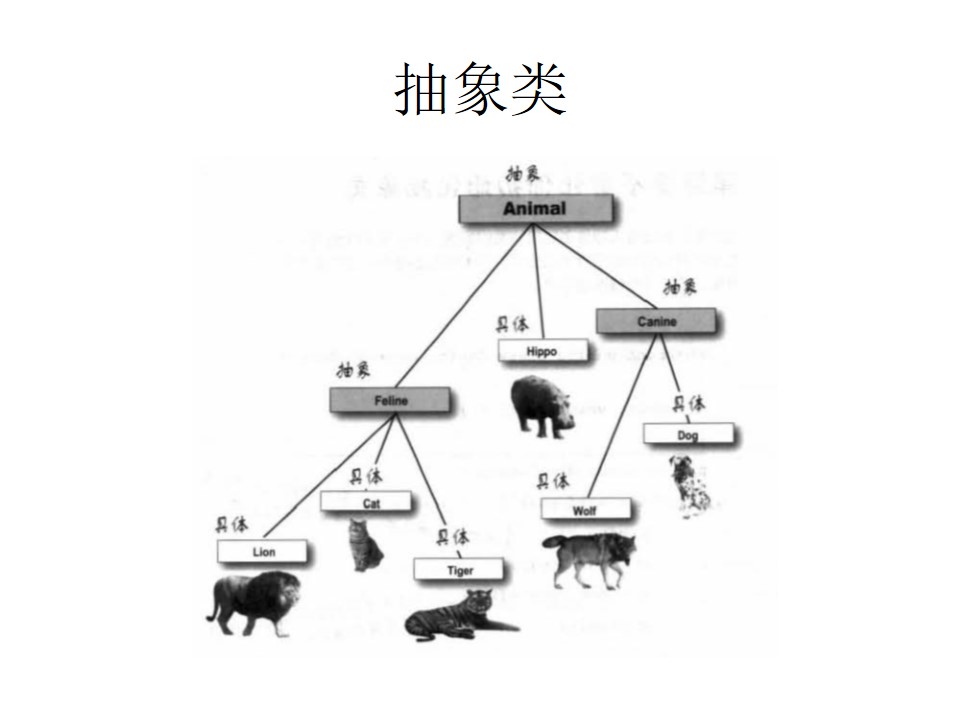 抽象类
抽象
Animal
抽象
Canine
具体
Hippo
抽象
Feline
具体
Dog
具体
Cat
具体
Wolf
具体
Lion
具体
Tiger